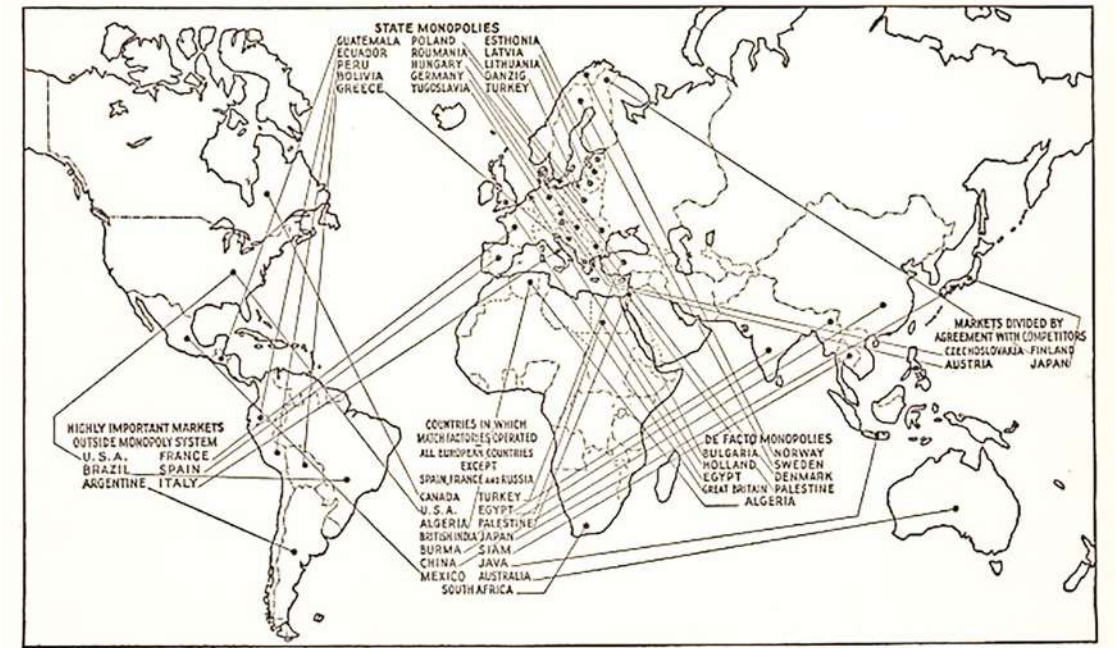 STATE MONOPOLIES
GUATEMALA POLAND ESTHONIA
ECUADOR ROUMANIA LATVIA
PERU HUNGARY LITHUANIA
BOLIVIA GERMANY DANZIG
GREECE YUGOSLAVIA TURKEY
MARKETS DIVIDED BY
AGREEMENT WITH COMPETITORS
CZECHOSLOVAKIA FINLAND
AUSTRIA JAPAN
HIGHLY IMPORTANT MARKETS
OUTSIDE MONOPOLY SYSTEM
U.S.A. FRANCE
BRAZIL SPAIN
ARGENTINE ITALY
COUNTRIES IN WHICH
MATCH FACTORIES OPERATED
ALL EUROPEAN COUNTRIES
EXCEPT
SPAIN, FRANCE AND RUSSIA
CANADA TURKEY
U.S.A. EGYPT
ALGERIA PALESTINE
BRITISH INDIA JAPAN
BURMA SIAM
CHINA JAVA
MEXICO AUSTRALIA
SOUTH AFRICA
DE FACTO MONOPOLIES
BULGARIA NORWAY
HOLLAND SWEDEN
EGYPT DENMARK
GREAT BRITAIN PALESTINE
ALGERIA